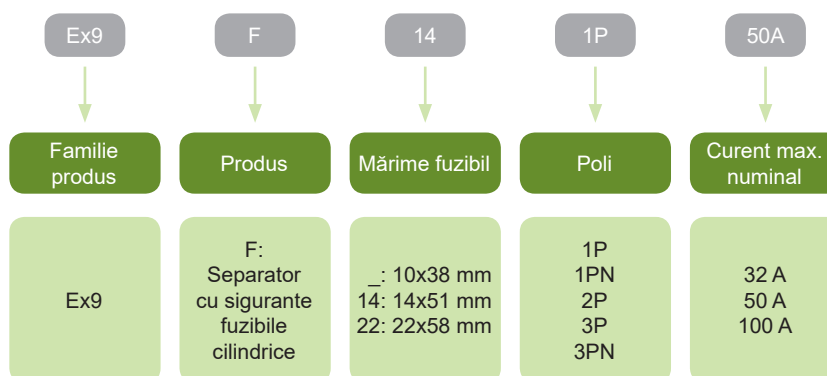 Ex9
F
14
1P
50A
Familie
produs
Produs
Mărime fuzibil
Poli
Curent max.
numinal
Ex9
F:
Separator
cu sigurante
fuzibile
cilindrice
_: 10x38 mm
14: 14x51 mm
22: 22x58 mm
1P
1PN
2P
3P
3PN
32 A
50 A
100 A